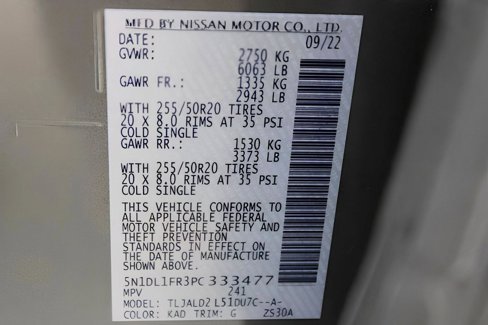 MFD BY NISSAN MOTOR CO., LTD.
DATE: 09/22
GVWR: 2750 KG
6063 LB
GAWR FR.: 1335 KG
2943 LB
WITH 255/50R20 TIRES
20 X 8.0 RIMS AT 35 PSI
COLD SINGLE
GAWR RR.: 1530 KG
3373 LB
WITH 255/50R20 TIRES
20 X 8.0 RIMS AT 35 PSI
COLD SINGLE
THIS VEHICLE CONFORMS TO
ALL APPLICABLE FEDERAL
MOTOR VEHICLE SAFETY AND
THEFT PREVENTION
STANDARDS IN EFFECT ON
THE DATE OF MANUFACTURE
SHOWN ABOVE.
5N1DL1FR3PC333477
MPV 241
MODEL: TLJALD2 L51DU7C--A-
COLOR: KAD TRIM: G ZS30A